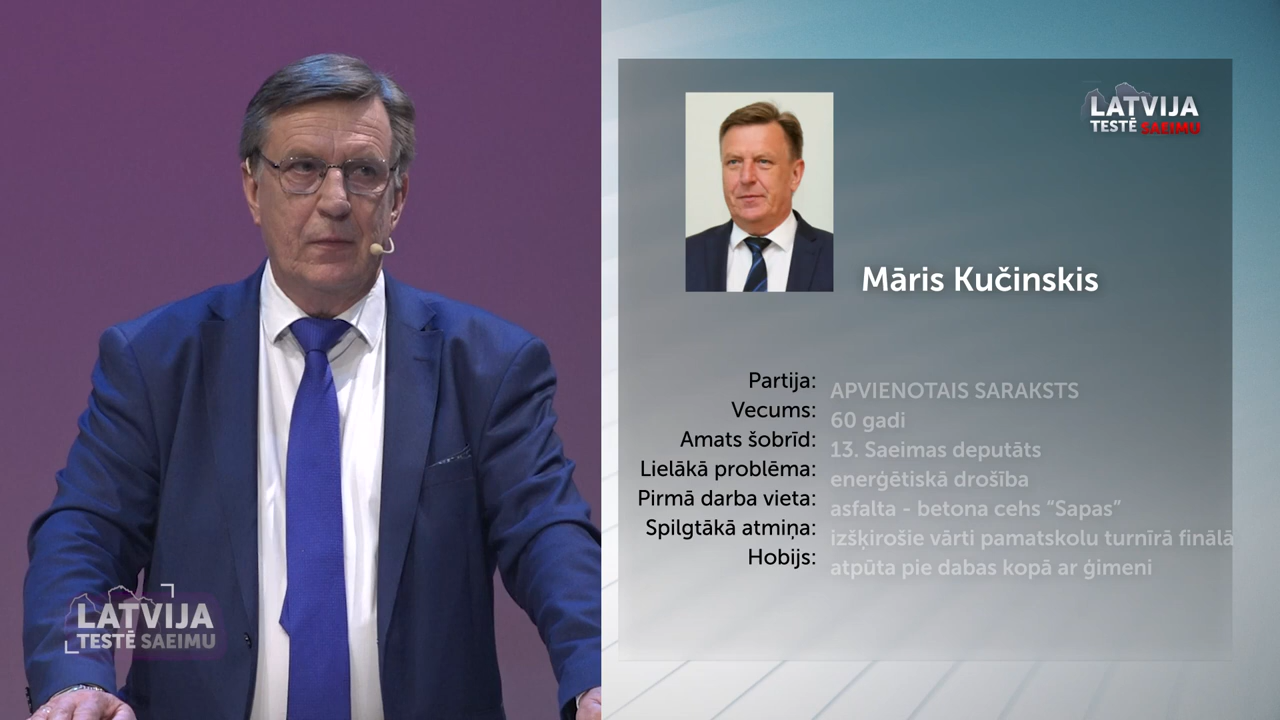 LATVIJA
TESTĒ SAEIMU
Māris Kučinskis
Partija: APVIENOTAIS SARAKSTS
Vecums: 60 gadi
Amats šobrīd: 13. Saeimas deputāts
Lielākā problēma: enerģētiskā drošība
Pirmā darba vieta: asfalta - betona cehs “Sapas”
Spilgtākā atmiņa: izšķirošie vārti pamatskolu turnīrā finālā
Hobijs: atpūta pie dabas kopā ar ģimeni
LATVIJA
TESTĒ SAEIMU